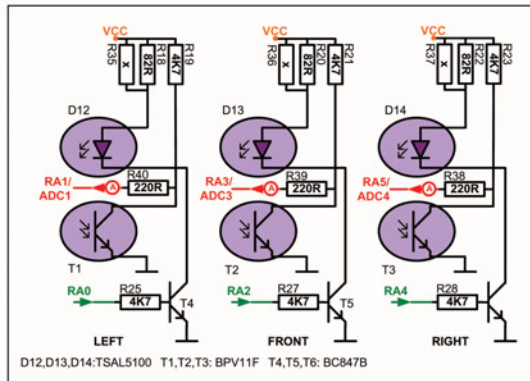 VCC VCC VCC
R35 x R18 82R R19 4K7 R36 x R20 82R R21 4K7 R37 x R22 82R R23 4K7
D12 D13 D14
RA1/ ADC1 A R40 220R RA3/ ADC3 A R39 220R RA5/ ADC4 A R38 220R
T1 T2 T3
RA0 R25 4K7 T4 RA2 R27 4K7 T5 RA4 R28 4K7
LEFT FRONT RIGHT
D12,D13,D14:TSAL5100 T1,T2,T3: BPV11F T4,T5,T6: BC847B